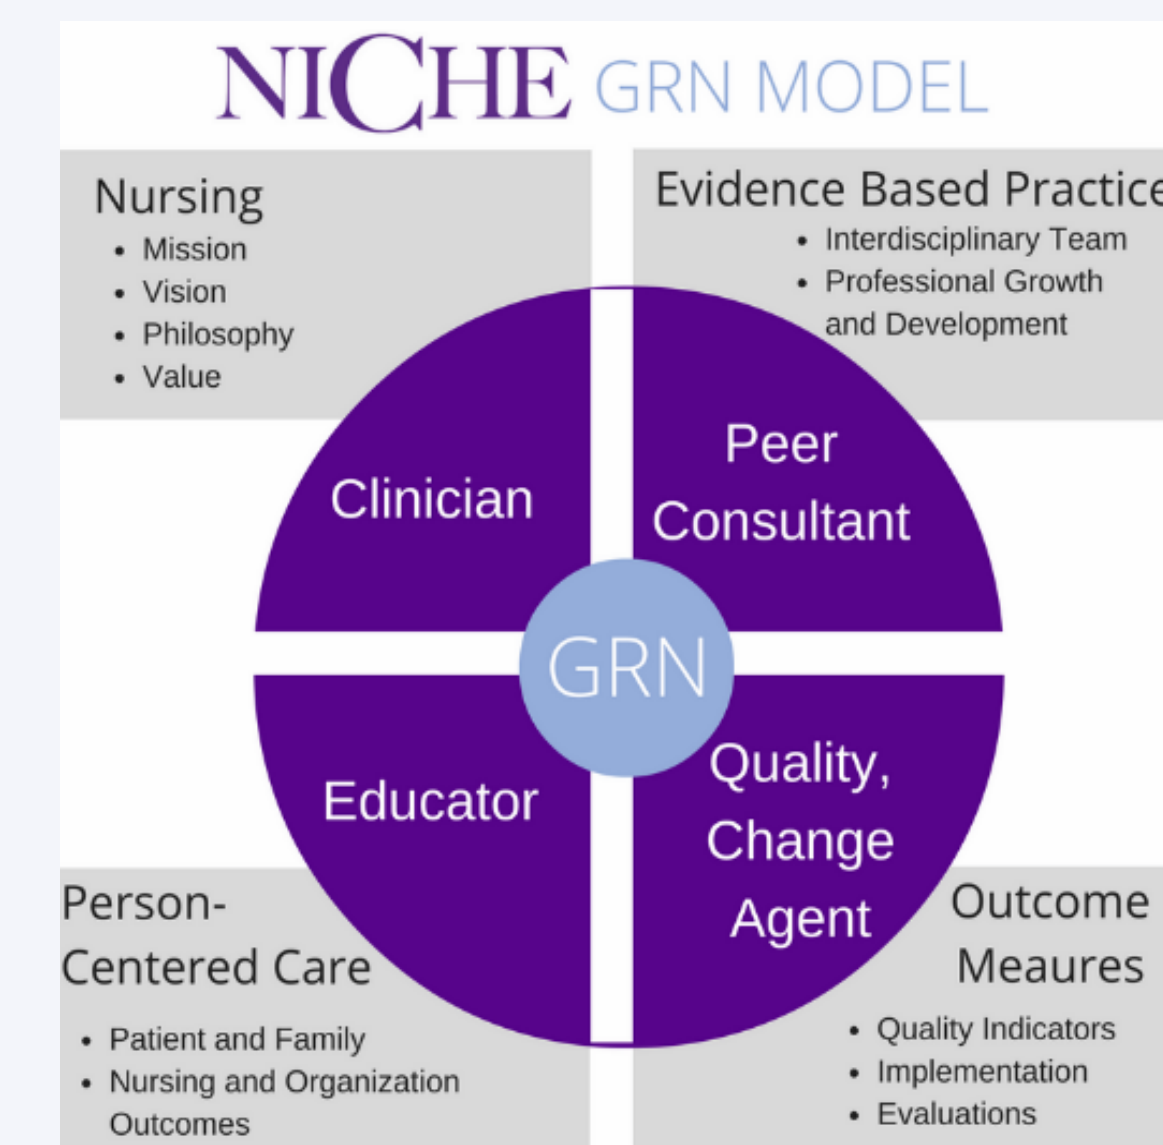 NICHE GRN MODEL
Nursing
• Mission
• Vision
• Philosophy
• Value
Evidence Based Practice
• Interdisciplinary Team
• Professional Growth
and Development
Clinician
Peer
Consultant
GRN
Educator
Quality,
Change
Agent
Person-
Centered Care
• Patient and Family
• Nursing and Organization
Outcomes
Outcome
Meaures
• Quality Indicators
• Implementation
• Evaluations